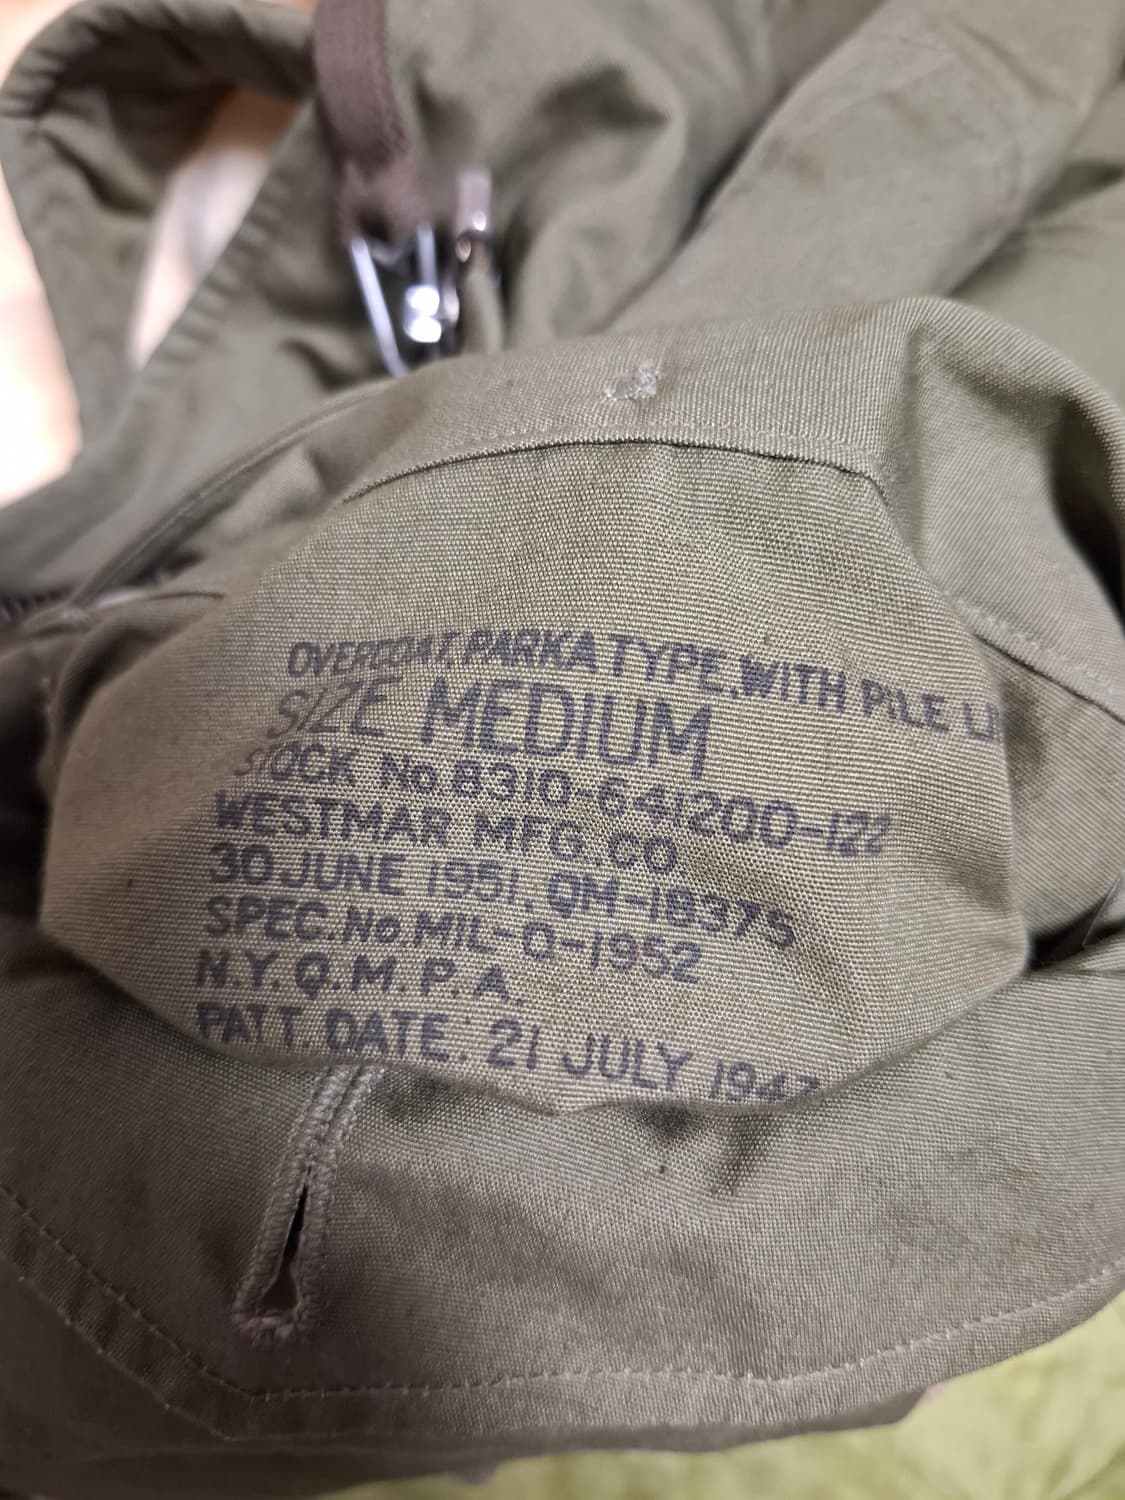 OVERCOAT, PARKA TYPE, WITH PILE
SIZE MEDIUM
STOCK No. 8310-641200-122
WESTMAR MFG. CO.
30 JUNE 1951, QM-18375
SPEC. No MIL-O-1952
N.Y. Q. M. P. A.
PATT. DATE: 21 JULY 1947